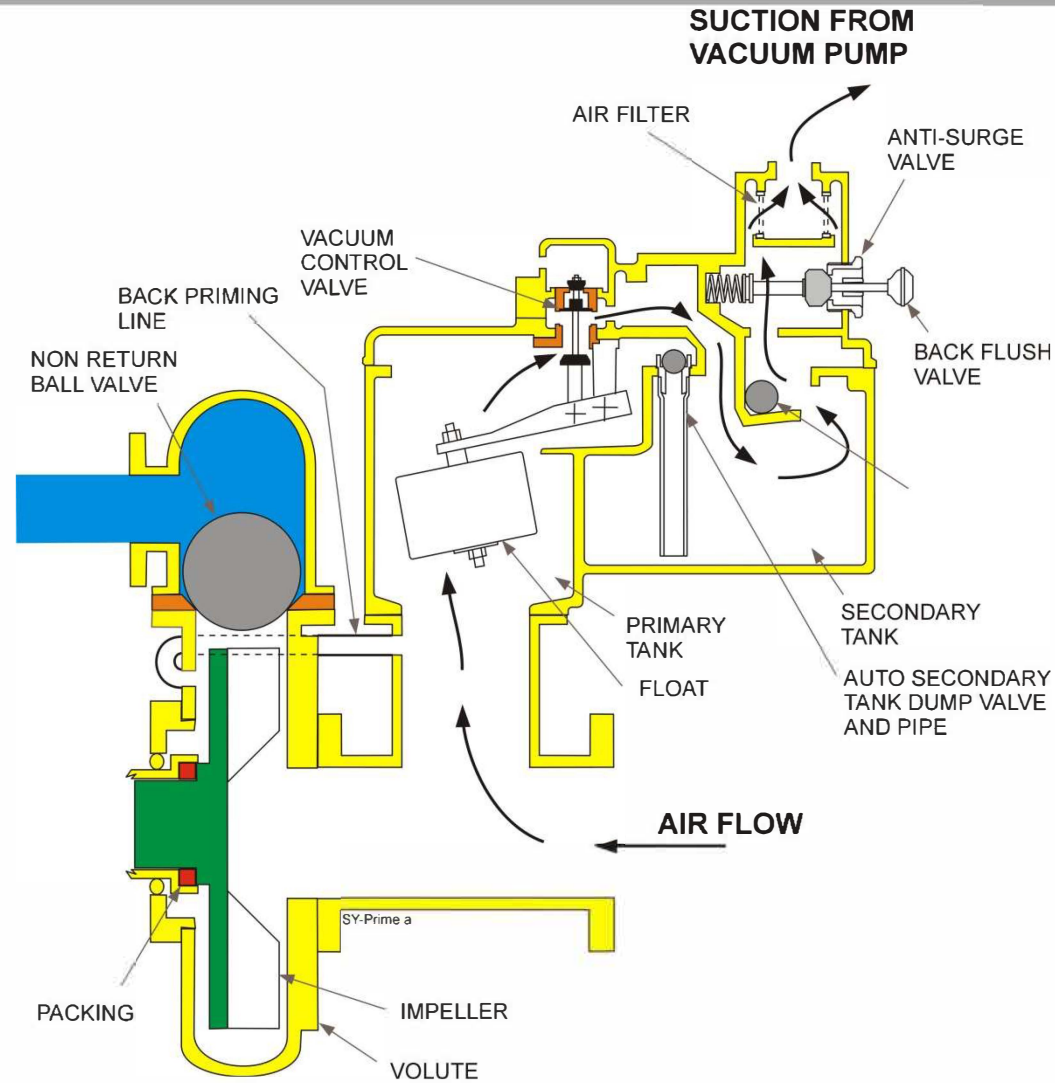 SUCTION FROM
VACUUM PUMP
AIR FILTER
ANTI-SURGE
VALVE
VACUUM
CONTROL
VALVE
BACK PRIMING
LINE
NON RETURN
BALL VALVE
BACK FLUSH
VALVE
PRIMARY
TANK
FLOAT
SECONDARY
TANK
AUTO SECONDARY
TANK DUMP VALVE
AND PIPE
AIR FLOW
SY-Prime a
PACKING
IMPELLER
VOLUTE